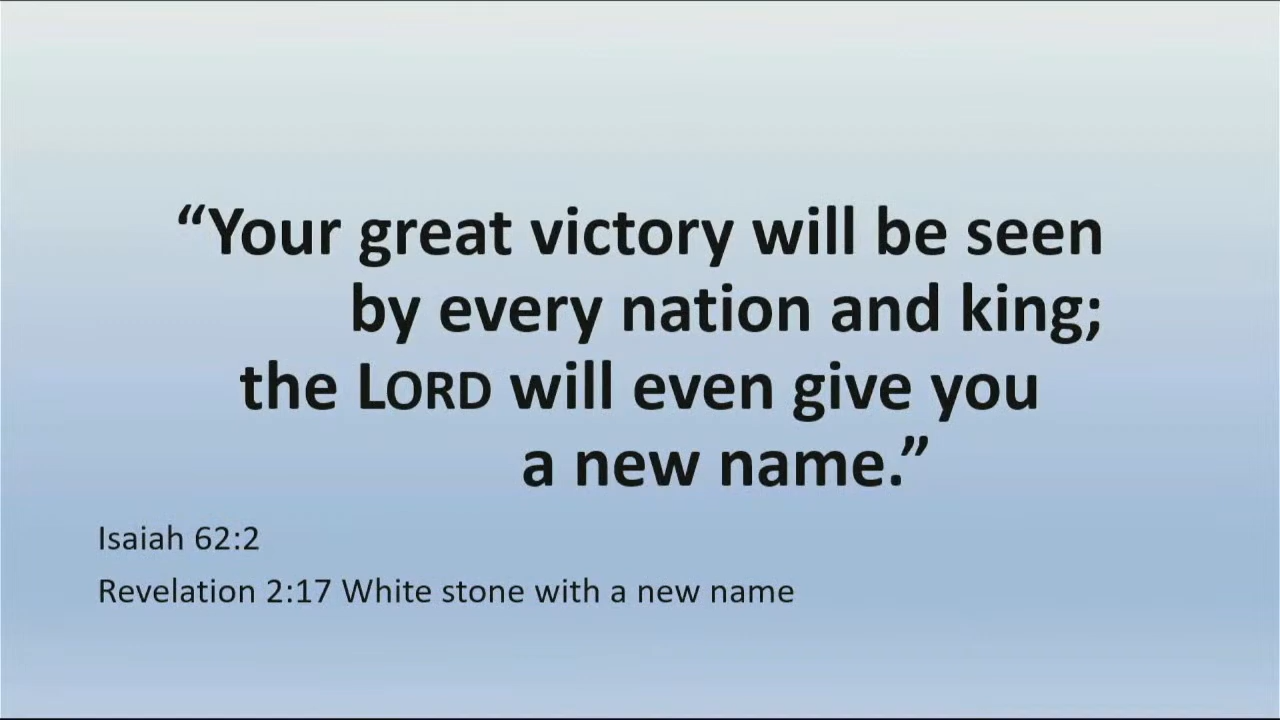 “Your great victory will be seen
by every nation and king;
the LORD will even give you
a new name.”
Isaiah 62:2
Revelation 2:17 White stone with a new name